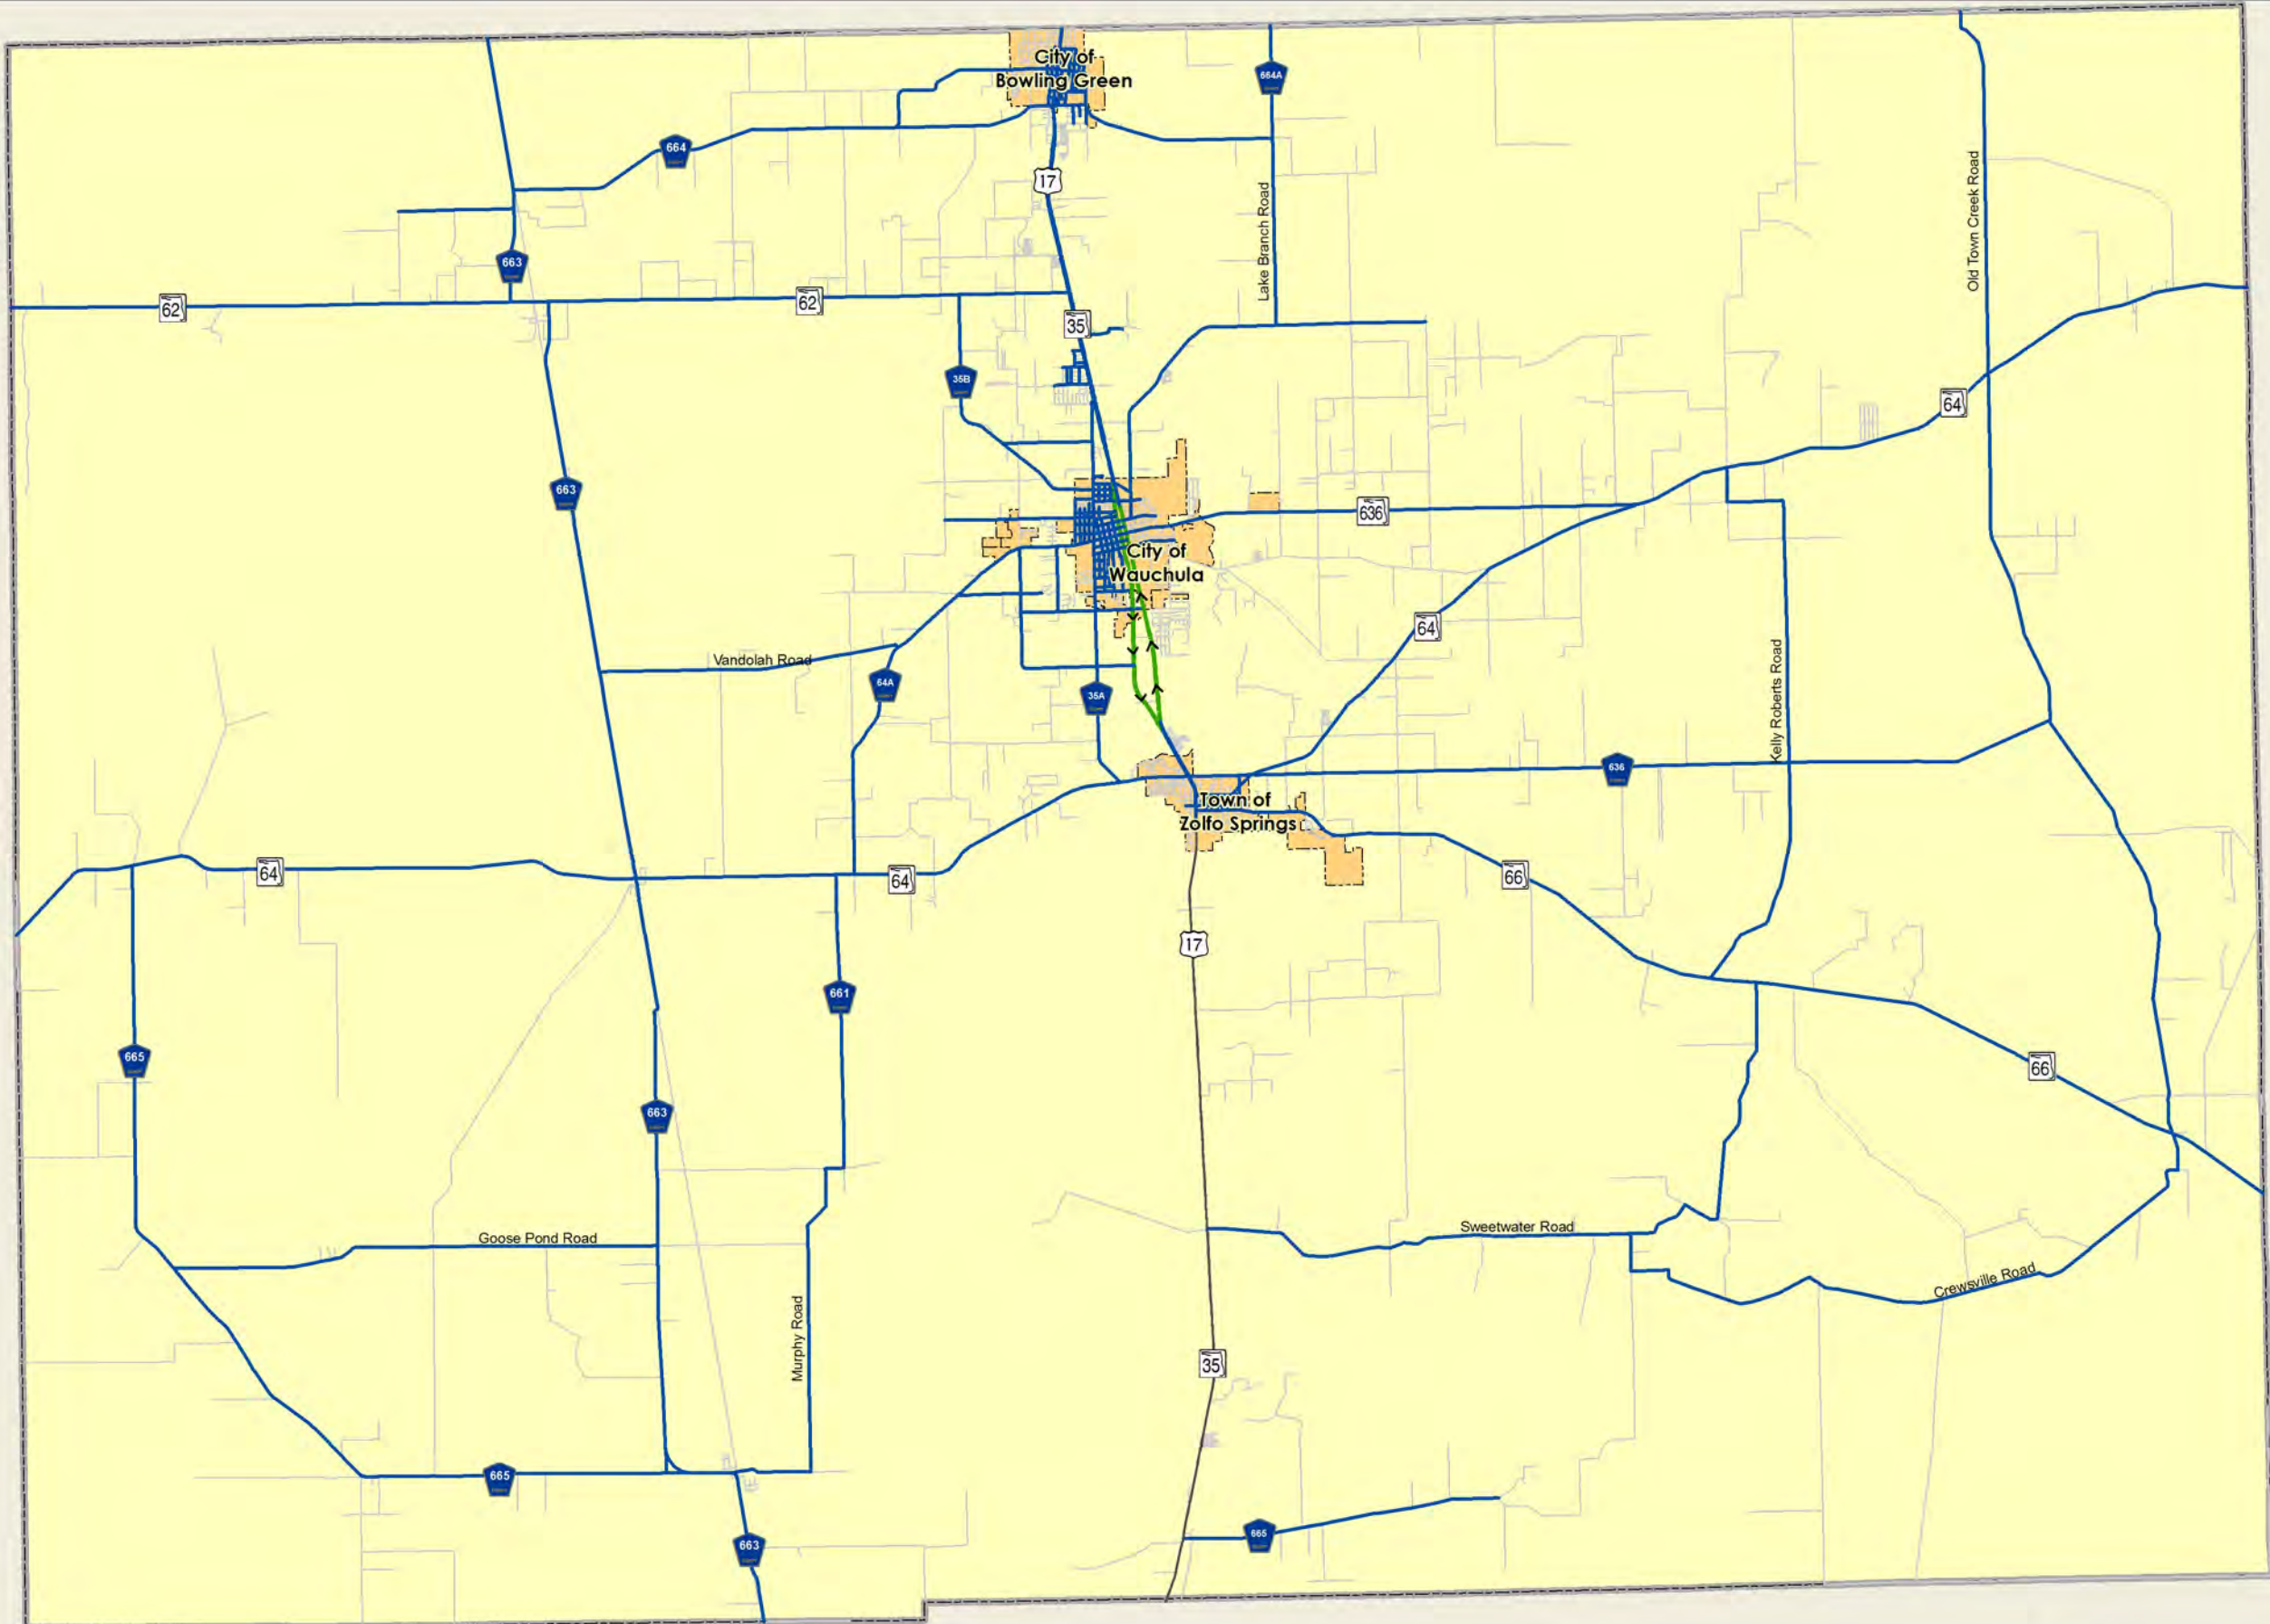 City of
Bowling Green
664A
664
17
Lake Branch Road
Old Town Creek Road
663
62
62
35
35B
64
663
636
City of
Wauchula
64
Vandolah Road
64A
35A
Kelly Roberts Road
636
Town of
Zolfo Springs
64
64
66
17
661
665
66
663
Sweetwater Road
Goose Pond Road
Crewsville Road
Murphy Road
35
665
665
663